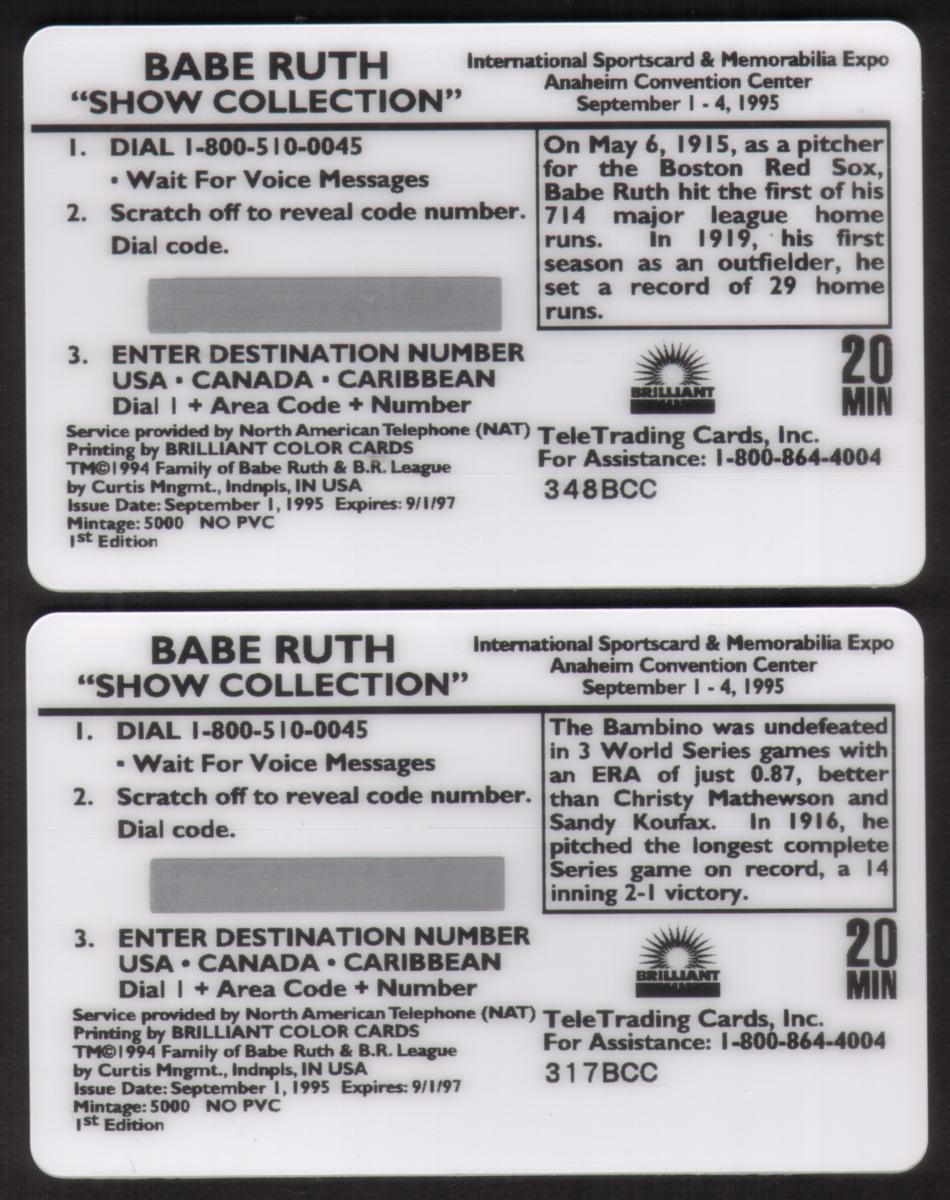 BABE RUTH
“SHOW COLLECTION”
International Sportscard & Memorabilia Expo
Anaheim Convention Center
September 1 - 4, 1995
1. DIAL 1-800-510-0045
• Wait For Voice Messages
2. Scratch off to reveal code number.
Dial code.
On May 6, 1915, as a pitcher
for the Boston Red Sox,
Babe Ruth hit the first of his
714 major league home
runs. In 1919, his first
season as an outfielder, he
set a record of 29 home
runs.
3. ENTER DESTINATION NUMBER
USA • CANADA • CARIBBEAN
Dial 1 + Area Code + Number
BRILLIANT
20
MIN
Service provided by North American Telephone (NAT)
Printing by BRILLIANT COLOR CARDS
TM©1994 Family of Babe Ruth & B.R. League
by Curtis Mngmt., Indnpls, IN USA
Issue Date: September 1, 1995 Expires: 9/1/97
Mintage: 5000 NO PVC
1st Edition
TeleTrading Cards, Inc.
For Assistance: 1-800-864-4004
348BCC
BABE RUTH
“SHOW COLLECTION”
International Sportscard & Memorabilia Expo
Anaheim Convention Center
September 1 - 4, 1995
1. DIAL 1-800-510-0045
• Wait For Voice Messages
2. Scratch off to reveal code number.
Dial code.
The Bambino was undefeated
in 3 World Series games with
an ERA of just 0.87, better
than Christy Mathewson and
Sandy Koufax. In 1916, he
pitched the longest complete
Series game on record, a 14
inning 2-1 victory.
3. ENTER DESTINATION NUMBER
USA • CANADA • CARIBBEAN
Dial 1 + Area Code + Number
BRILLIANT
20
MIN
Service provided by North American Telephone (NAT)
Printing by BRILLIANT COLOR CARDS
TM©1994 Family of Babe Ruth & B.R. League
by Curtis Mngmt., Indnpls, IN USA
Issue Date: September 1, 1995 Expires: 9/1/97
Mintage: 5000 NO PVC
1st Edition
TeleTrading Cards, Inc.
For Assistance: 1-800-864-4004
317BCC